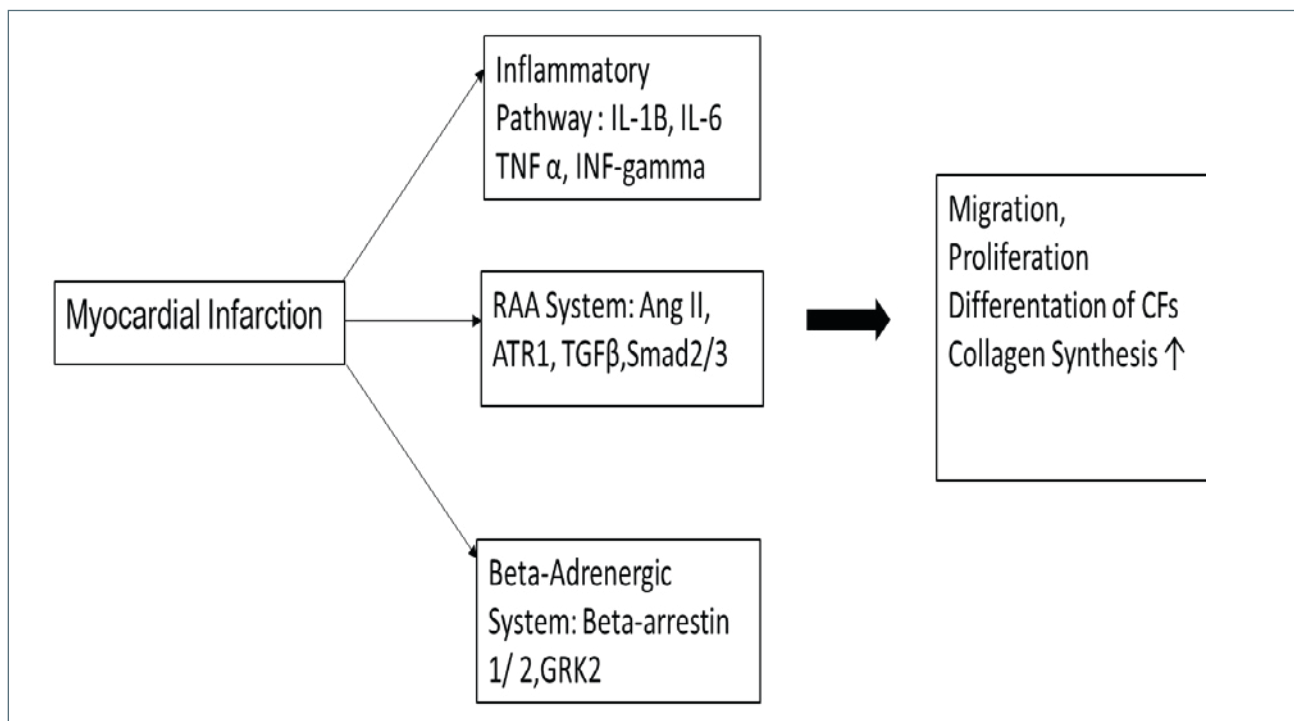 Inflammatory
Pathway : IL-1B, IL-6
TNF α, INF-gamma
Myocardial Infarction
RAA System: Ang II,
ATR1, TGFβ,Smad2/3
Beta-Adrenergic
System: Beta-arrestin
1/ 2,GRK2
Migration,
Proliferation
Differentation of CFs
Collagen Synthesis ↑